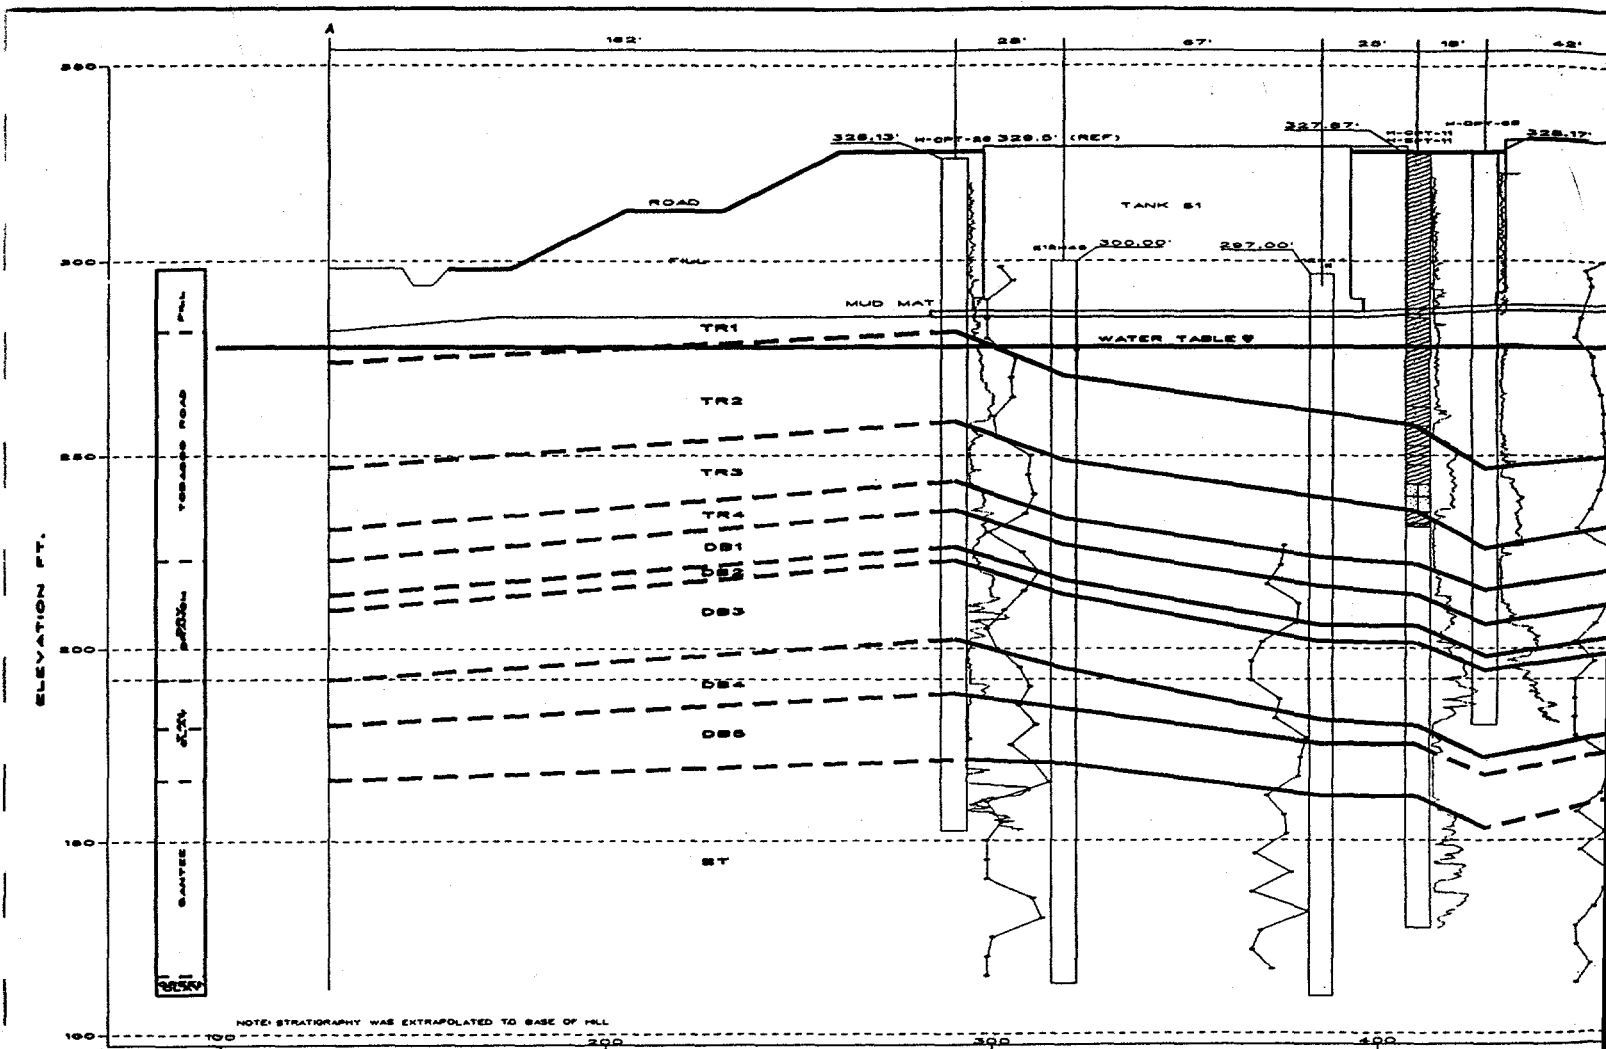 A
162'
28'
67'
25'
18'
42'
350
328.13'
329.5' (REF)
327.67'
328.17'
ROAD
TANK 51
300.00'
297.00'
300
FILL
FILL
MUD MAT
TR1
WATER TABLE
TR2
TOBACCO ROAD
250
TR3
TR4
DB1
DB2
DB3
ELEVATION FT.
200
DB4
DB5
150
SANTEE
ST
NOTE: STRATIGRAPHY WAS EXTRAPOLATED TO BASE OF HILL
100
100
200
300
400